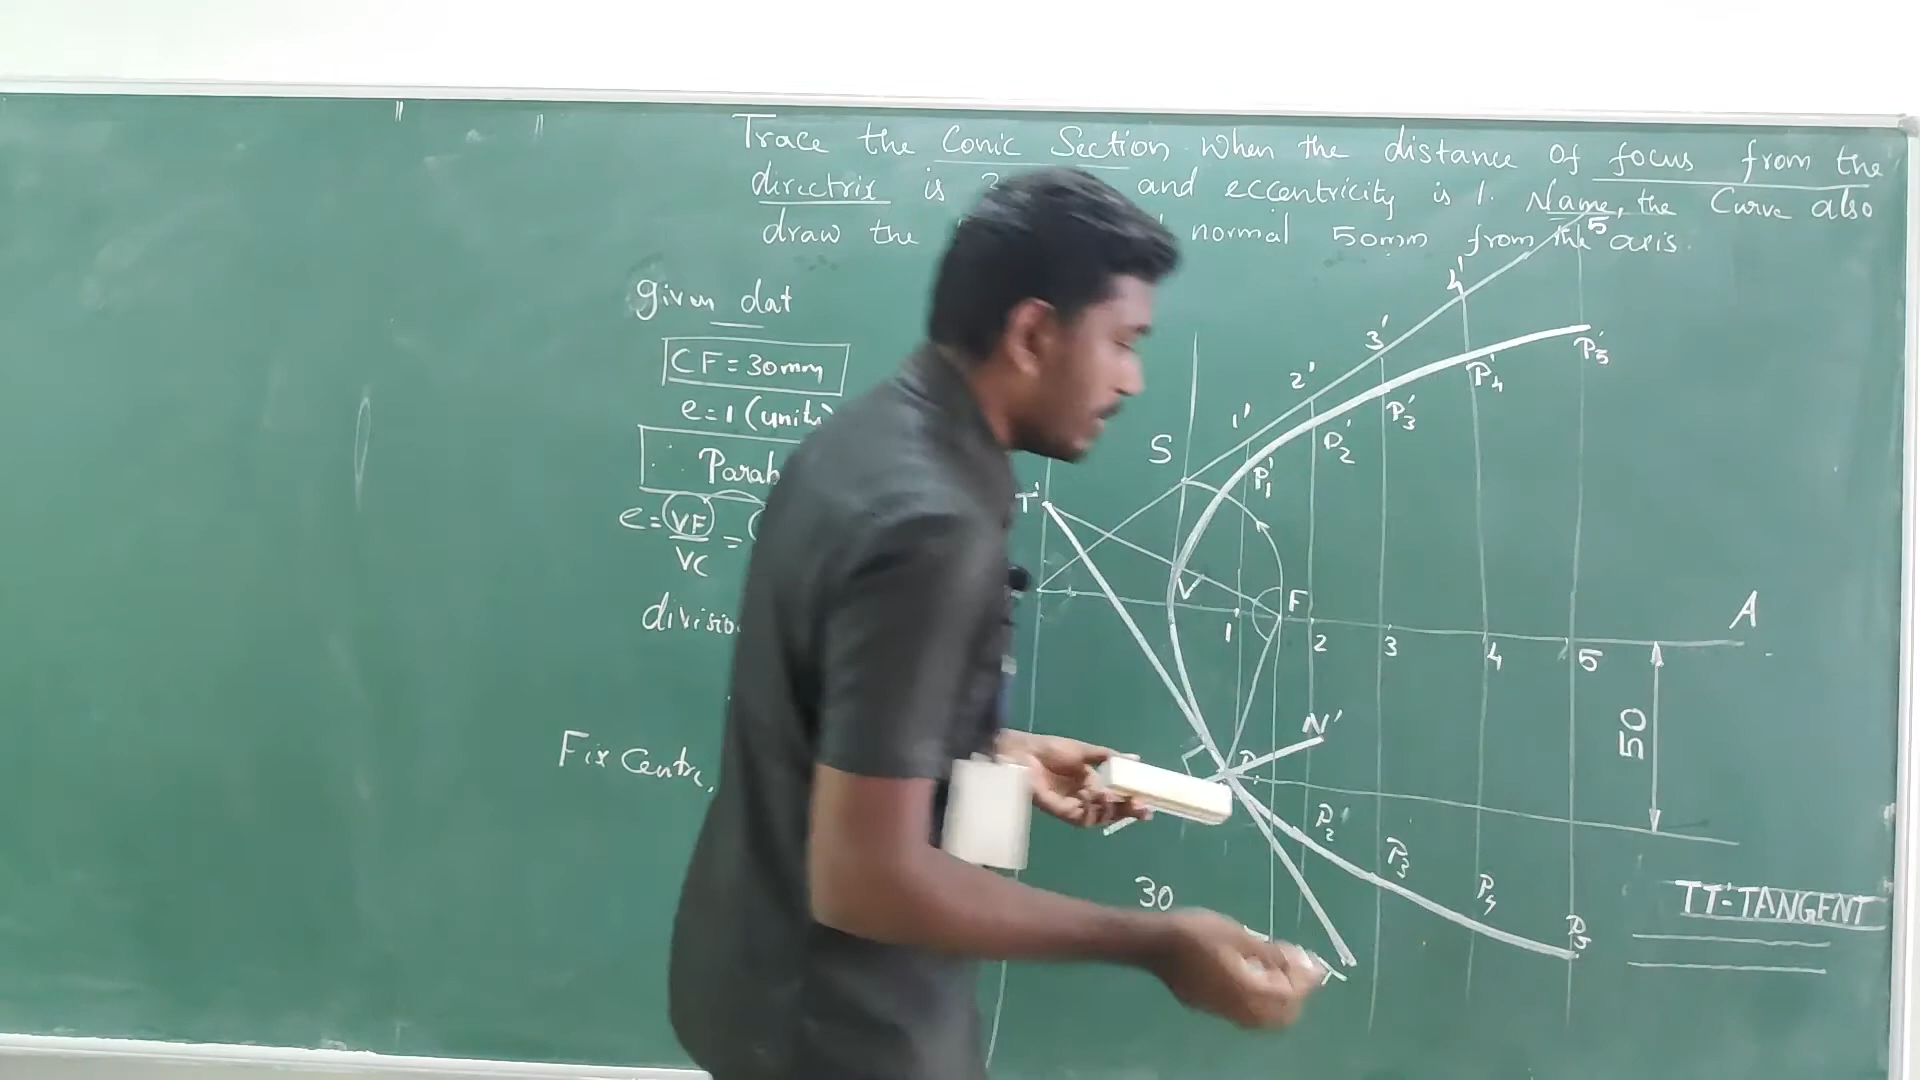 Trace the Conic Section when the distance of focus from the
directrix is and eccentricity is 1. Name, the Curve also
draw the normal 50mm from the axis.
given dat
CF=30mm
e=1 (unity)
∴ Parab
e=VF/VC =
division
Fix Centre,
5'
4'
3'
2'
1'
S
P5'
P4'
P3'
P2'
P1'
T'
V
F
A
1
2
3
4
5
50
N'
P1
P2'
P3
P4
P5
30
T
TT'-TANGENT